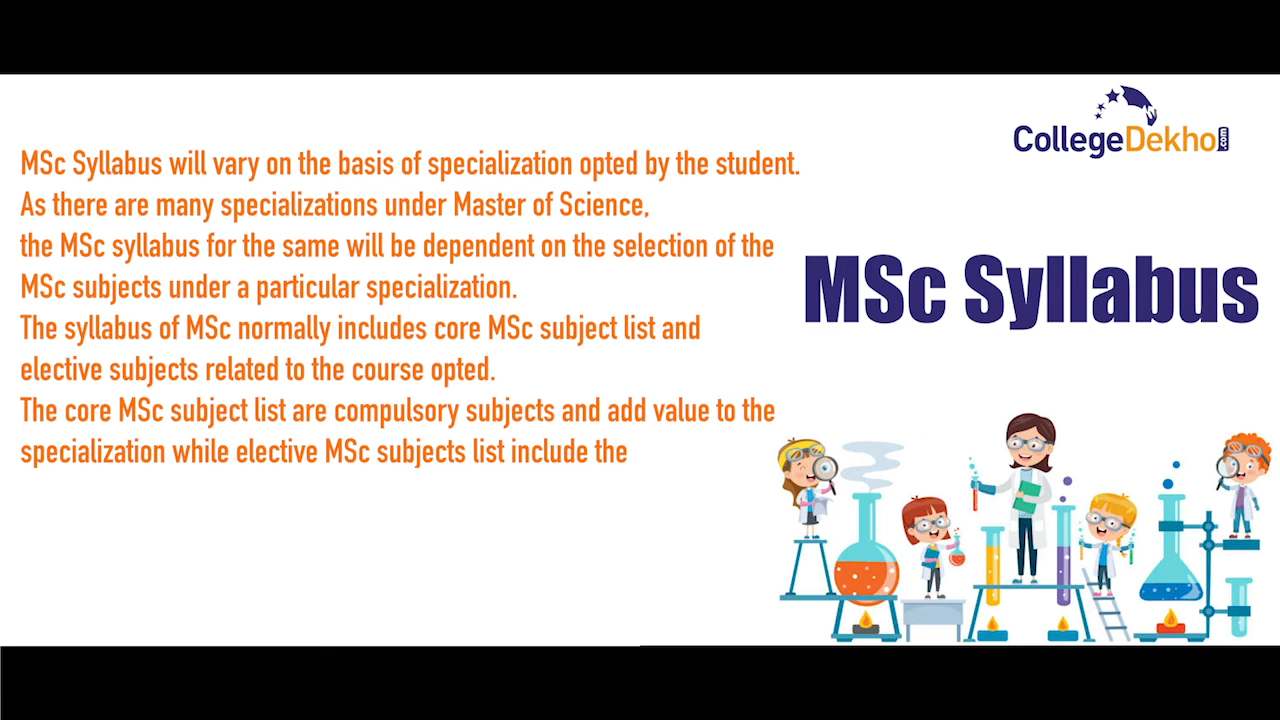 CollegeDekho.com
MSc Syllabus will vary on the basis of specialization opted by the student.
As there are many specializations under Master of Science,
the MSc syllabus for the same will be dependent on the selection of the
MSc subjects under a particular specialization.
The syllabus of MSc normally includes core MSc subject list and
elective subjects related to the course opted.
The core MSc subject list are compulsory subjects and add value to the
specialization while elective MSc subjects list include the
MSc Syllabus